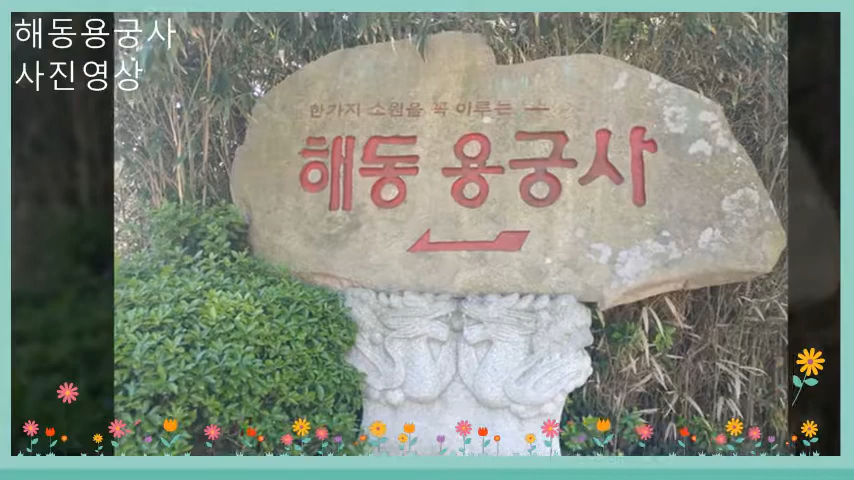 해동용궁사
사진영상
한가지 소원을 꼭 이루는
해동 용궁사